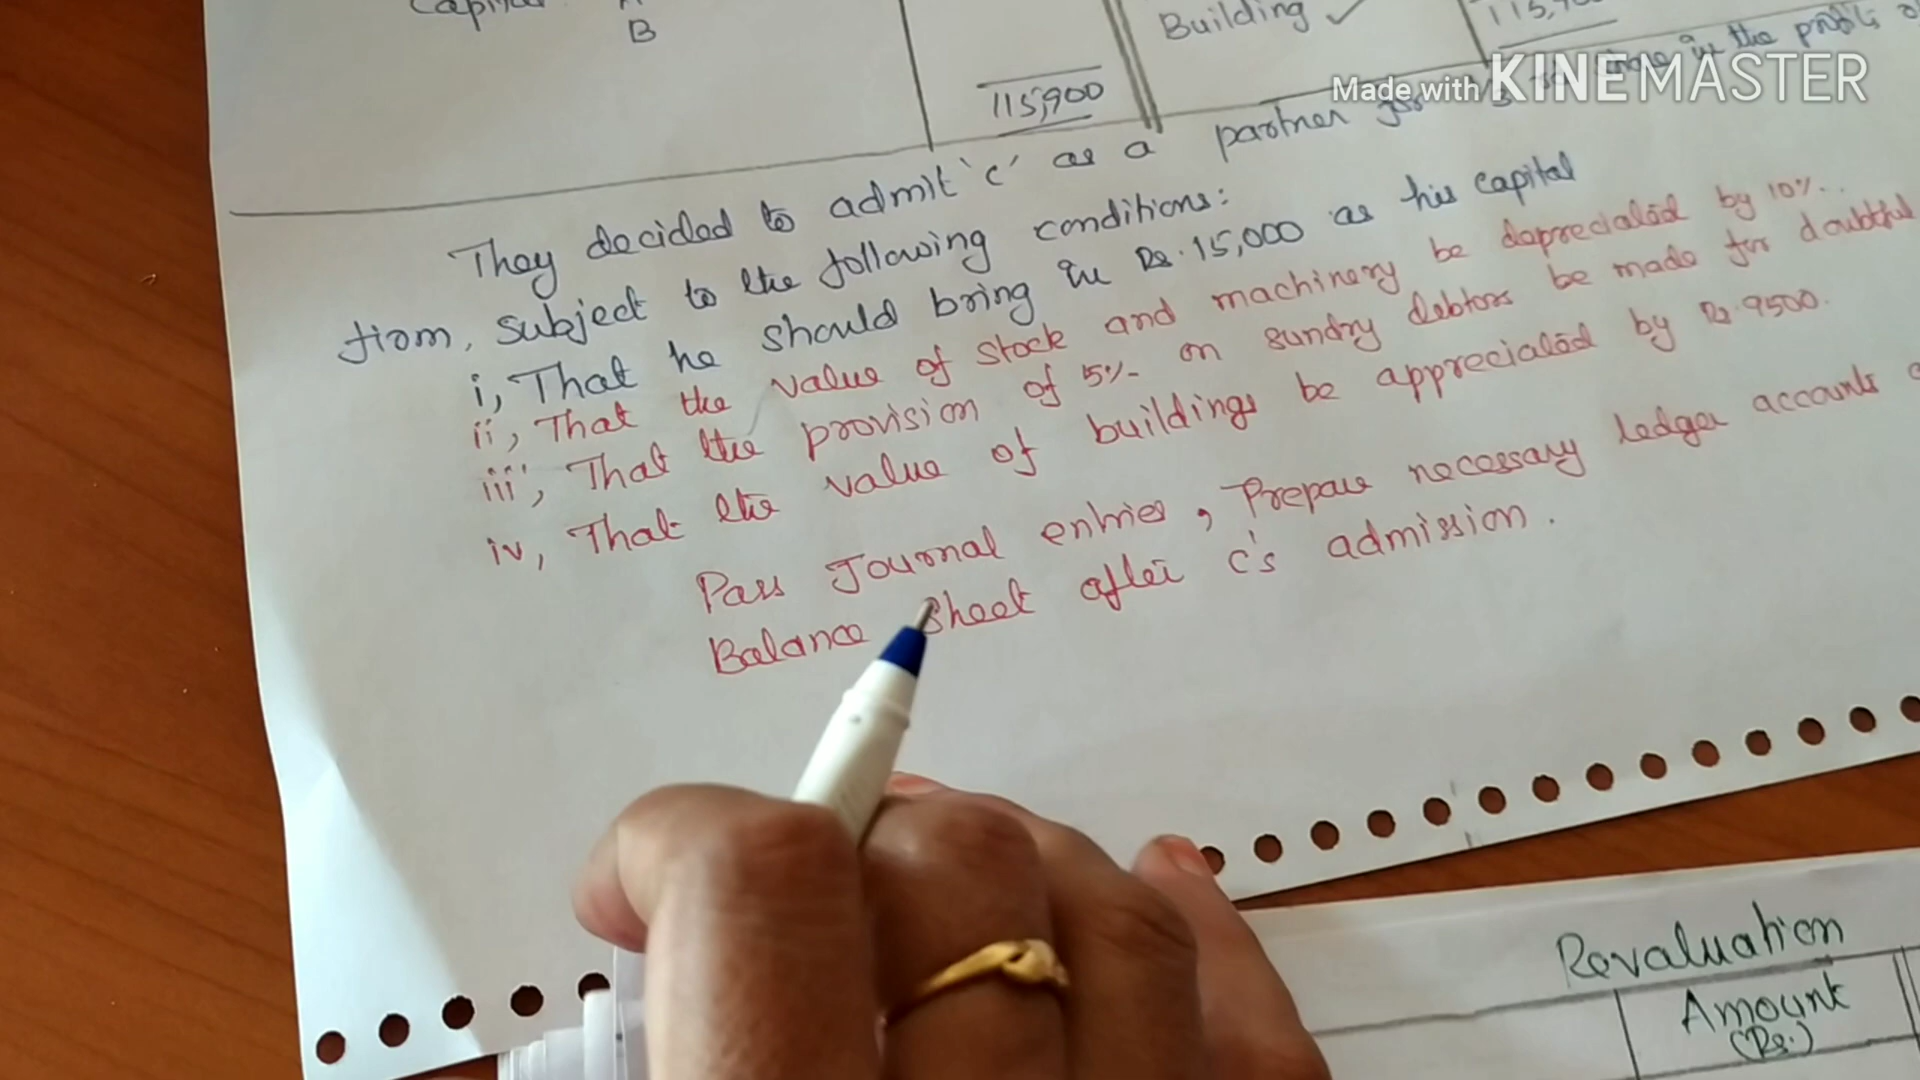 Capital
B
Building ✓
115,900
Made with KINEMASTER
They decided to admit 'c' as a partner for in the profits
firm, subject to the following conditions:
i, That he should bring in Rs. 15,000 as his capital
ii, That the value of stock and machinery be depreciated by 10%.
iii, That the provision of 5% on sundry debtors be made for doubtful
iv, That the value of buildings be appreciated by Rs. 9500.
Pass Journal entries, Prepare necessary ledger accounts
Balance Sheet after c's admission.
Revaluation
Amount
(Rs.)